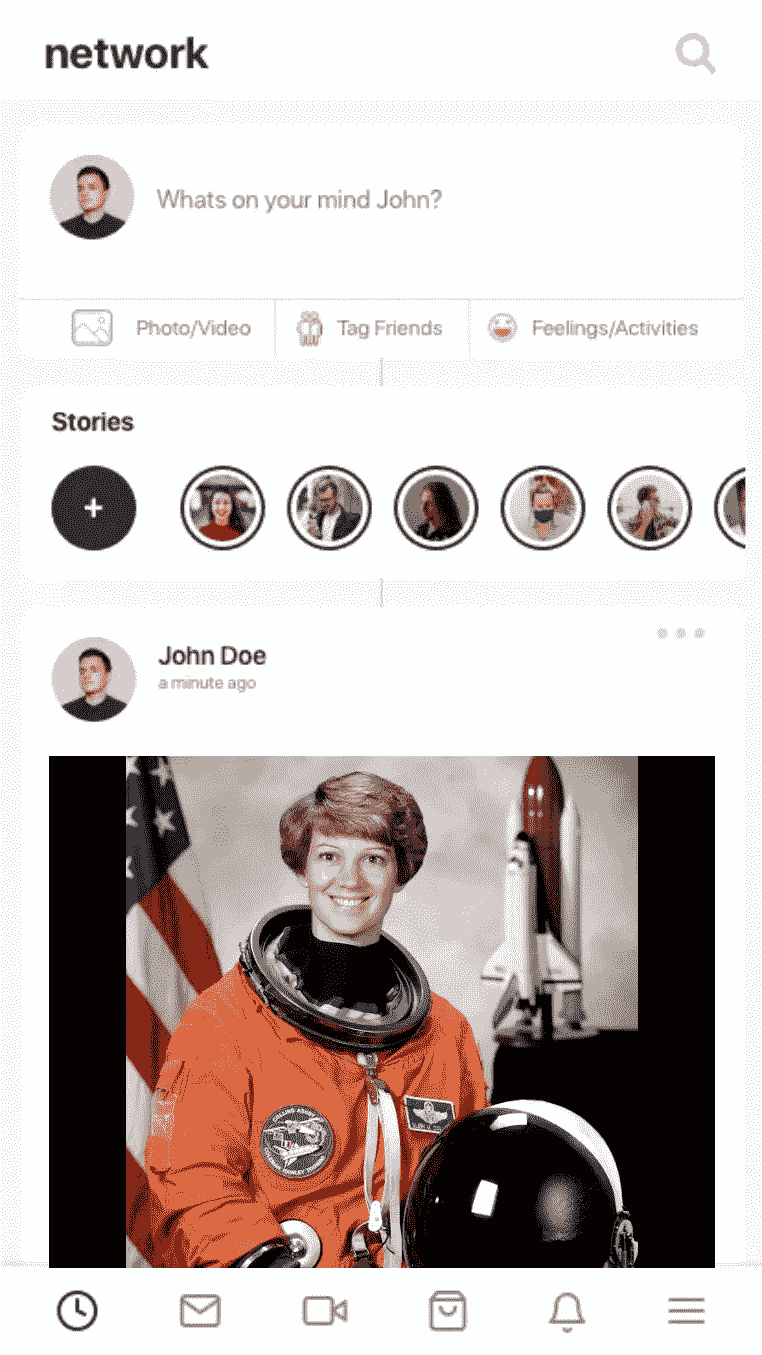 network
Whats on your mind John?
Photo/Video
Tag Friends
Feelings/Activities
Stories
+
John Doe
a minute ago